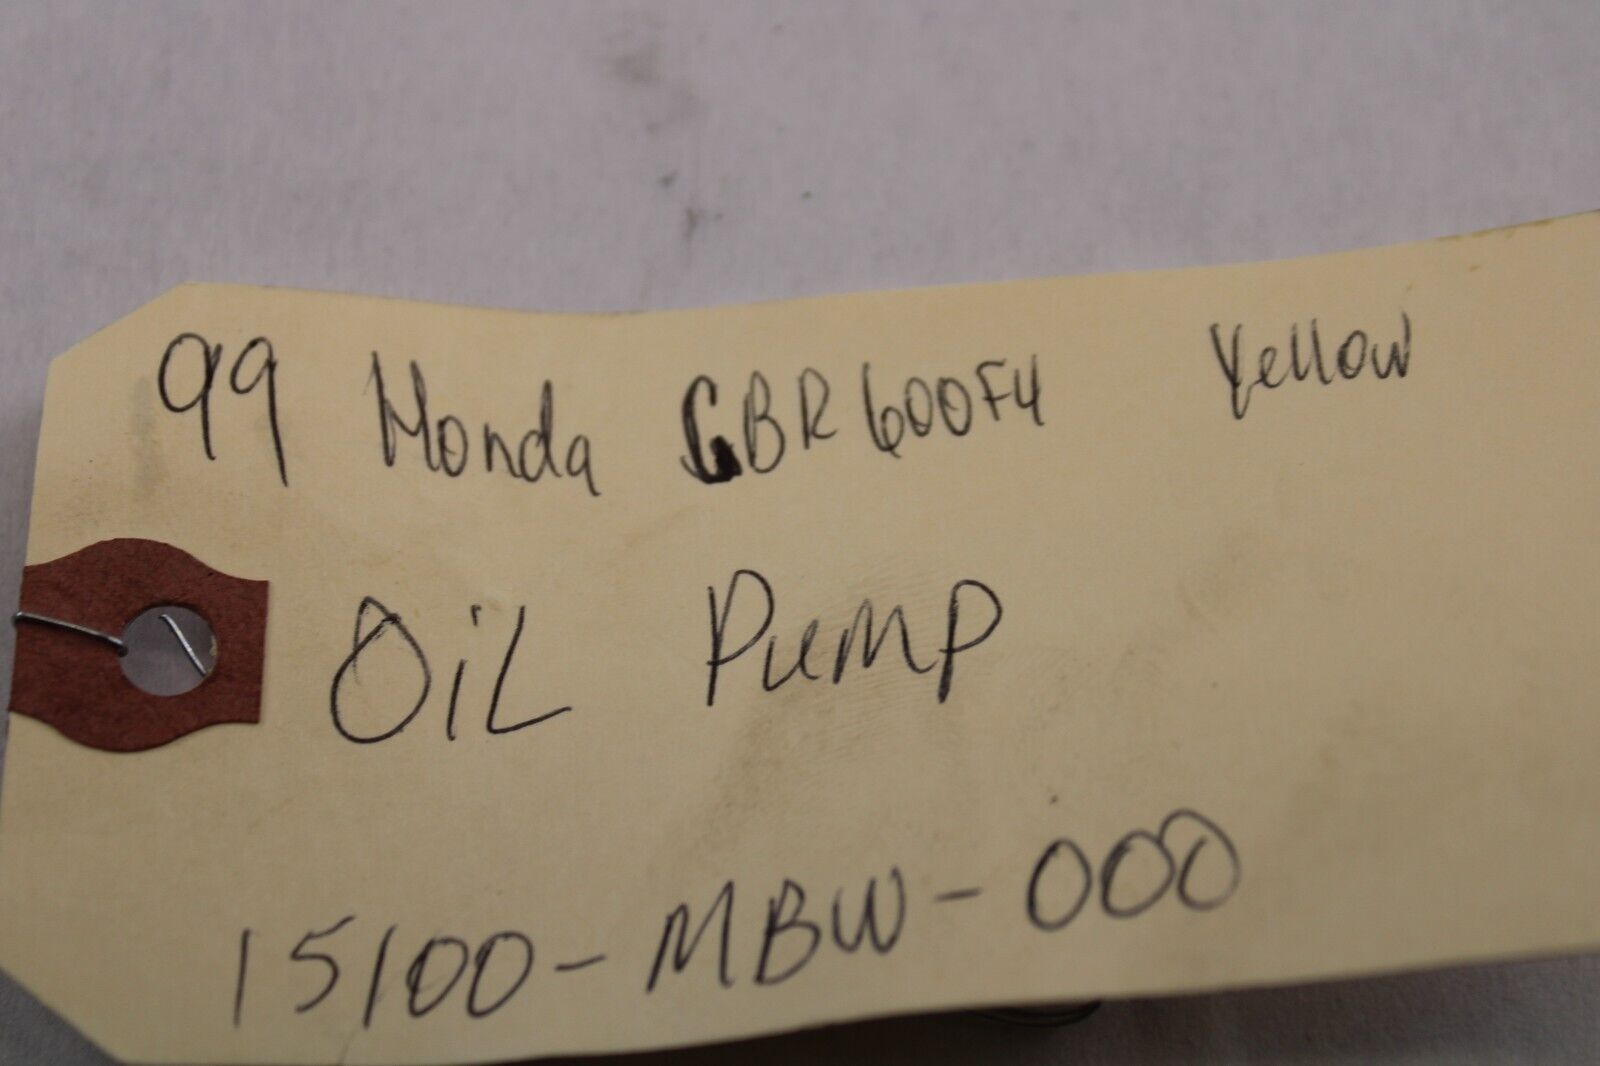 99 Honda CBR600F4 Yellow
OiL Pump
15100-MBW-000